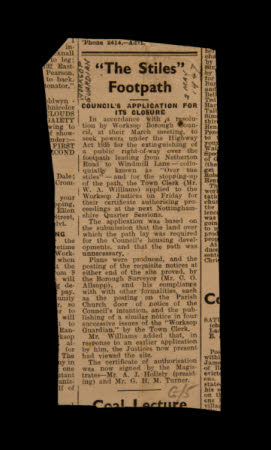 'Phone 2414.—
WORKSOP GUARDIAN
2 MAY 1947
"The Stiles"
Footpath
COUNCIL'S APPLICATION FOR
ITS CLOSURE
In accordance with a resolu-
tion by Worksop Borough Coun-
cil, at their March meeting, to
seek powers under the Highway
Act 1835 for the extinguishing of
a public right-of-way over the
footpath leading from Netherton
Road to Windmill Lane—collo-
quially known as "Over the
stiles"—and for the stopping-up
of the path, the Town Clerk (Mr.
W. A. Williams) applied to the
Worksop Justices on Friday for
their certificate authorising pro-
ceedings at the next Nottingham-
shire Quarter Sessions.
The application was based on
the submission that the land over
which the path lay was required
for the Council's housing devel-
opments, and that the path was
unnecessary.
Plans were produced, and the
posting of the requisite notices at
either end of the site proved, by
the Borough Surveyor (Mr. C. O.
Allsopp), and his compliance
with other formalities, such
as the posting on the Parish
Church door of notice of the
Council's intention, and the pub-
lishing of a similar notice in four
successive issues of the "Worksop
Guardian," by the Town Clerk.
Mr. Williams added that, in
response to an earlier application
by him, the Justices now present
had viewed the site.
The certificate of authorisation
was now signed by the Magis-
trates—Mr. A. J. Hollely (presid-
ing) and Mr. G. H. M. Turner.
G/5
Coal Lecture